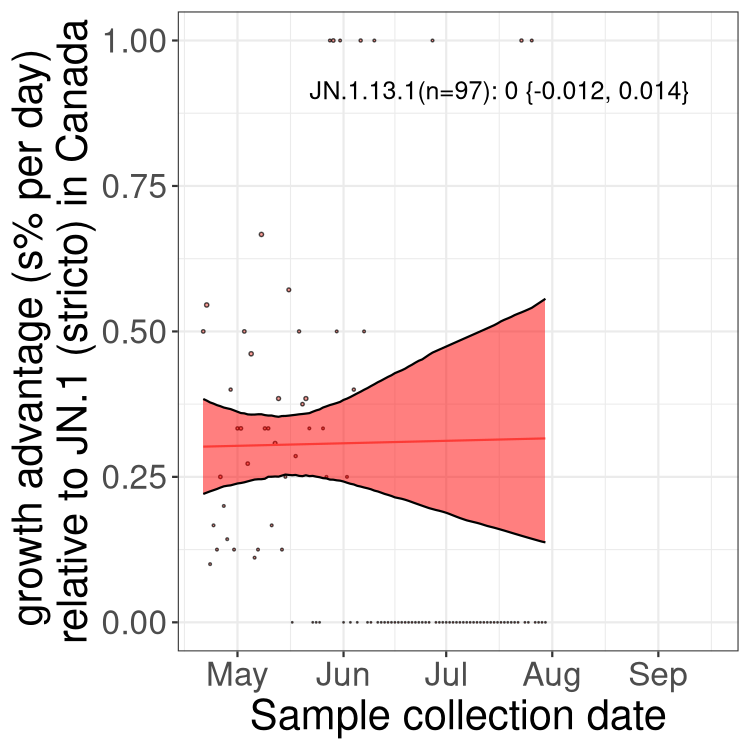 growth advantage (s% per day)
relative to JN.1 (stricto) in Canada
1.00
0.75
0.50
0.25
0.00
JN.1.13.1(n=97): 0 {-0.012, 0.014}
May Jun Jul Aug Sep
Sample collection date